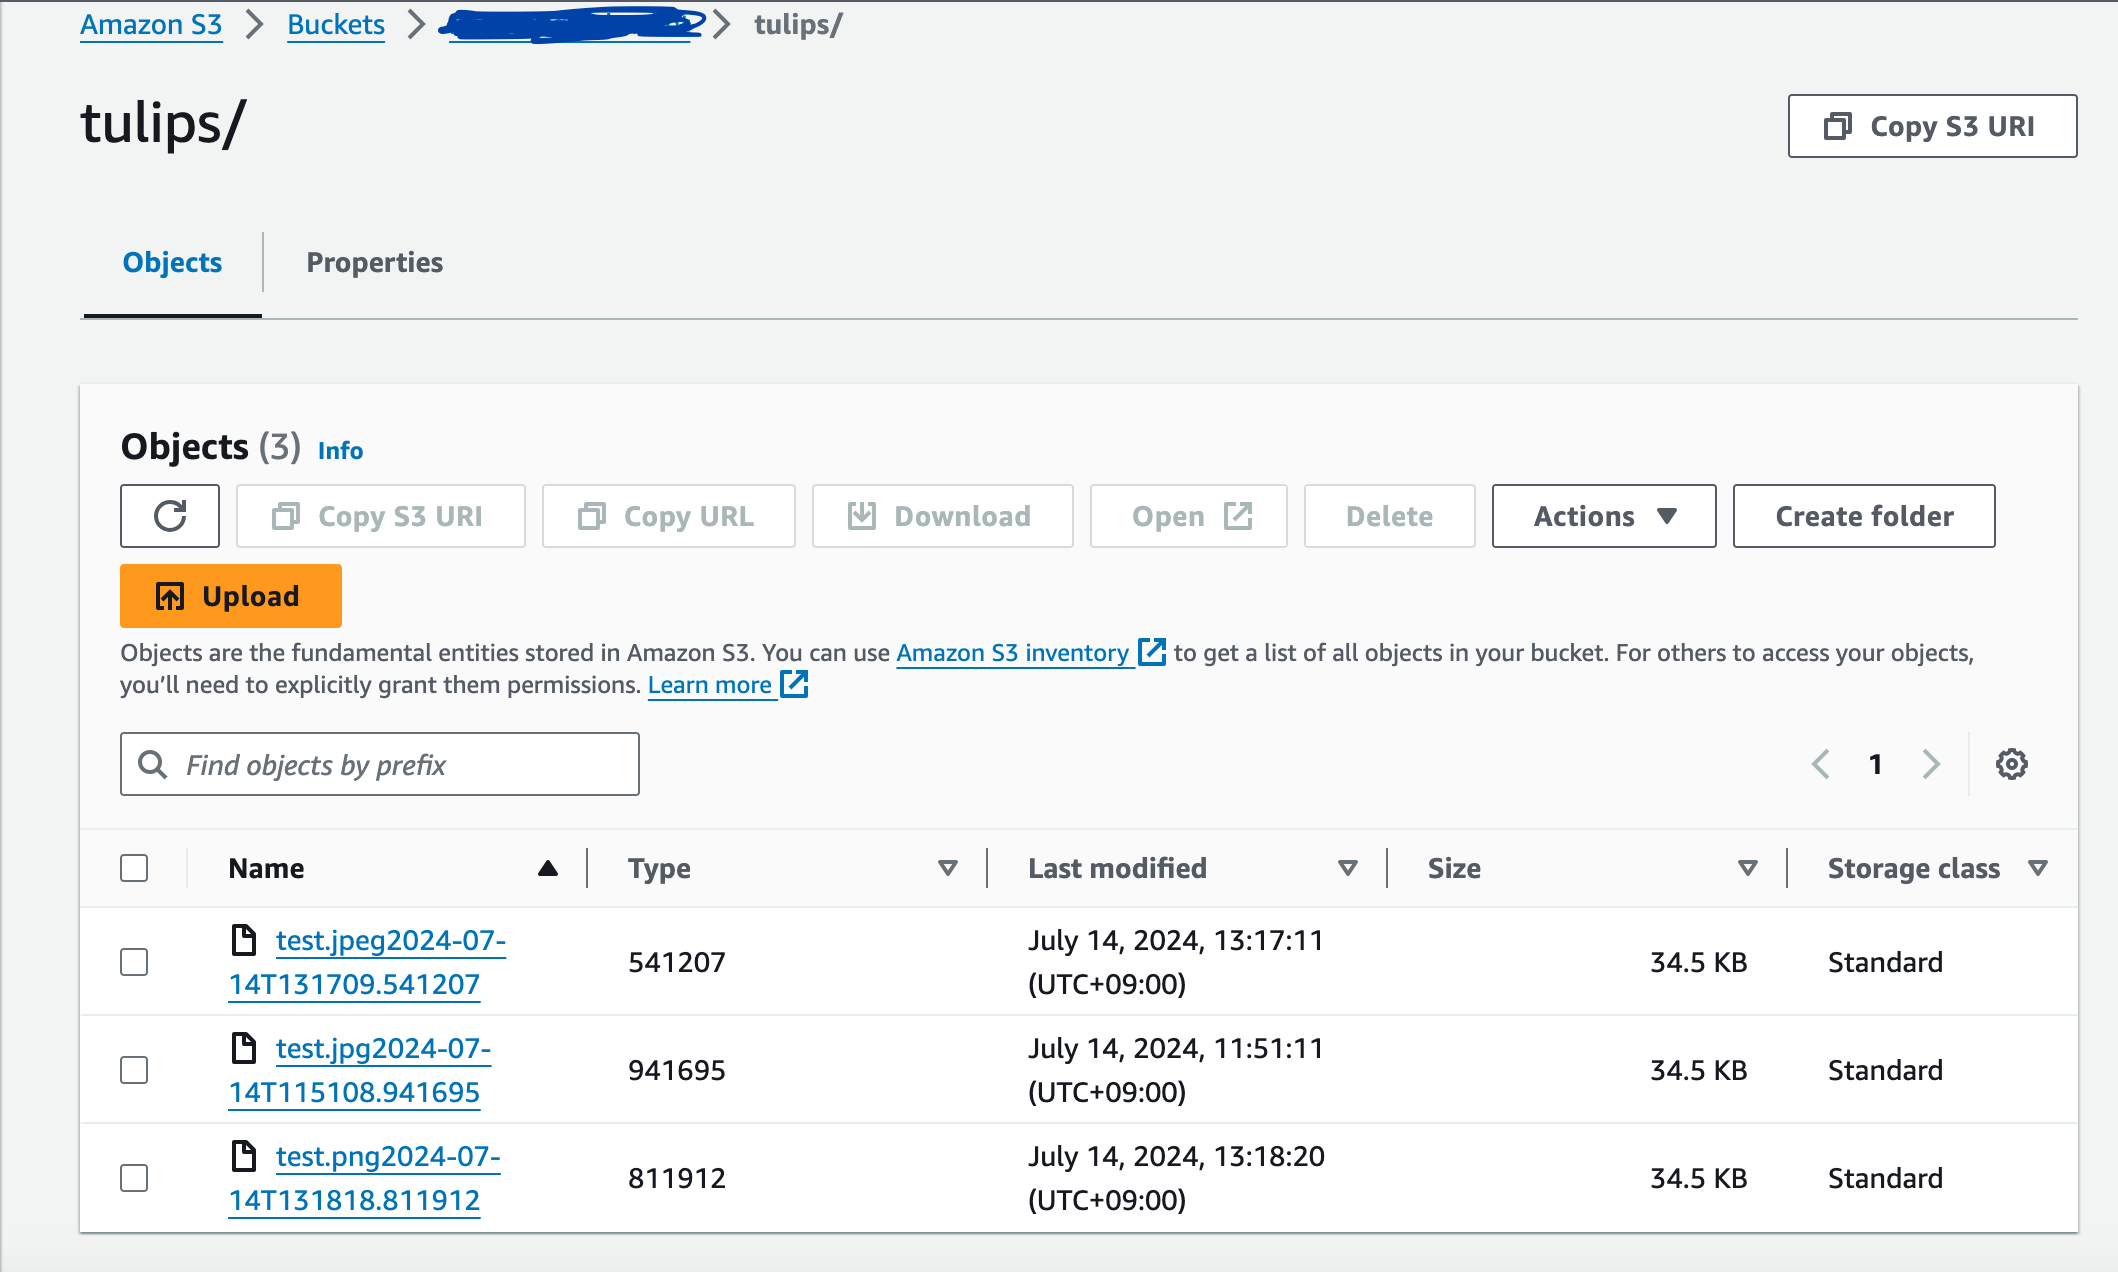 Amazon S3 > Buckets > > tulips/
tulips/
Copy S3 URI
Objects
Properties
Objects (3) Info
Copy S3 URI
Copy URL
Download
Open
Delete
Actions
Create folder
Upload
Objects are the fundamental entities stored in Amazon S3. You can use Amazon S3 inventory to get a list of all objects in your bucket. For others to access your objects,
you’ll need to explicitly grant them permissions. Learn more
Find objects by prefix
1
Name Type Last modified Size Storage class
test.jpeg2024-07-
14T131709.541207
541207
July 14, 2024, 13:17:11
(UTC+09:00)
34.5 KB
Standard
test.jpg2024-07-
14T115108.941695
941695
July 14, 2024, 11:51:11
(UTC+09:00)
34.5 KB
Standard
test.png2024-07-
14T131818.811912
811912
July 14, 2024, 13:18:20
(UTC+09:00)
34.5 KB
Standard